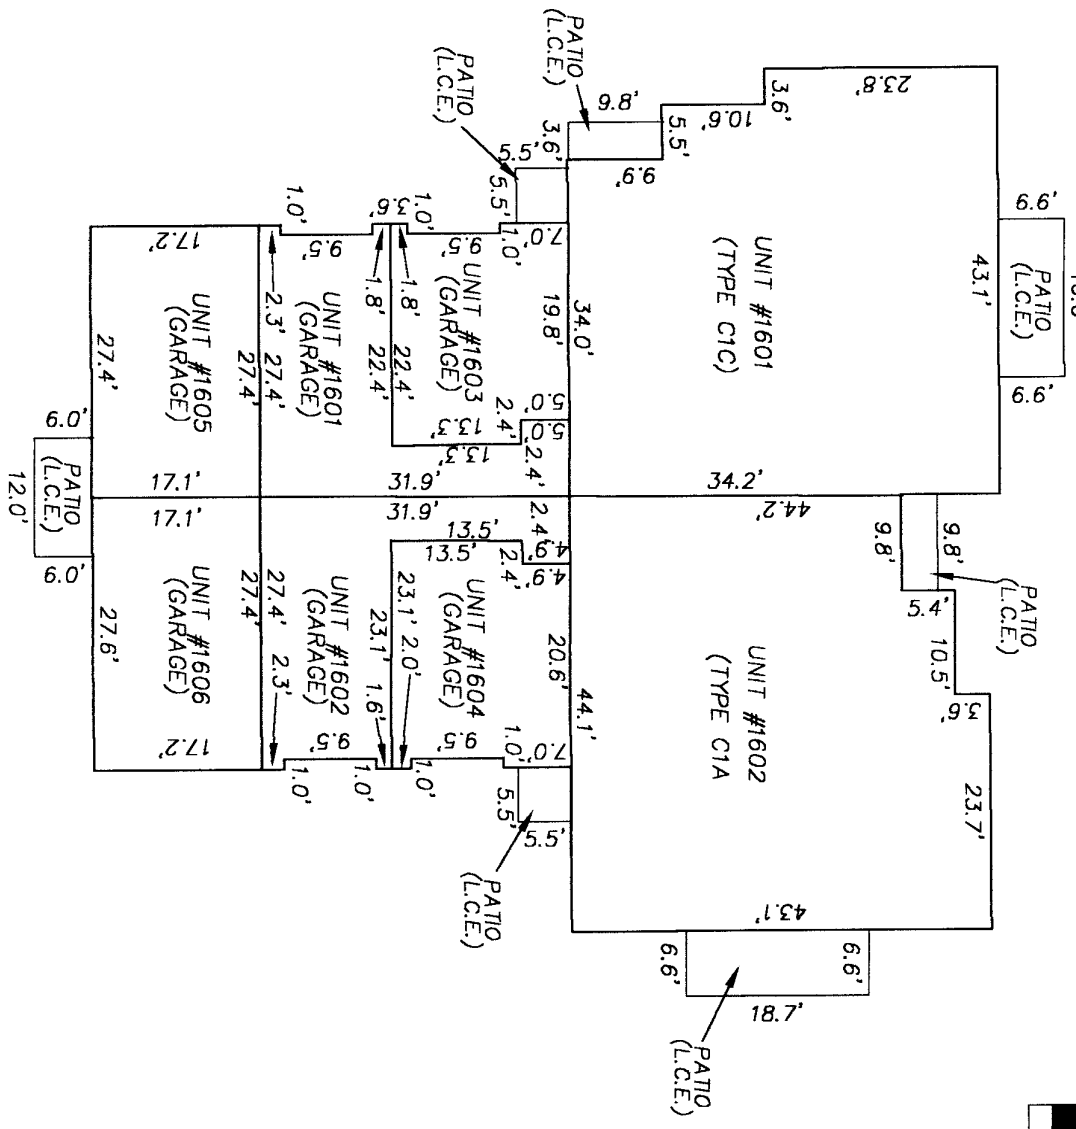 PATIO
(L.C.E.)
PATIO
(L.C.E.)
9.8'
3.6'
5.5'
5.5'
5.5'
9.9'
10.6'
3.6'
23.8'
43.1'
9.9'
PATIO
(L.C.E.)
9.9'
UNIT #1601
(TYPE C1C)
34.0'
19.8'
7.0'
1.0'
9.5'
1.0'
3.6'
1.0'
9.5'
17.2'
UNIT #1603
(GARAGE)
1.8'
1.8'
22.4'
22.4'
UNIT #1601
(GARAGE)
2.3'
27.4'
27.4'
UNIT #1605
(GARAGE)
27.4'
13.3'
13.3'
2.4'
5.0'
5.0'
2.4'
6.0'
PATIO
(L.C.E.)
12.0'
6.0'
17.1'
17.1'
31.9'
31.9'
34.2'
44.2'
9.8'
9.8'
PATIO
(L.C.E.)
5.4'
10.5'
3.6'
23.7'
13.5'
13.5'
2.4'
4.9'
4.9'
2.4'
27.6'
UNIT #1606
(GARAGE)
27.4'
27.4'
2.3'
UNIT #1602
(GARAGE)
23.1'
1.6'
23.1'
2.0'
UNIT #1604
(GARAGE)
20.6'
44.1'
UNIT #1602
(TYPE C1A)
17.2'
9.5'
1.0'
1.0'
1.0'
9.5'
1.0'
7.0'
5.5'
5.5'
PATIO
(L.C.E.)
43.1'
6.6'
6.6'
18.7'
PATIO
(L.C.E.)